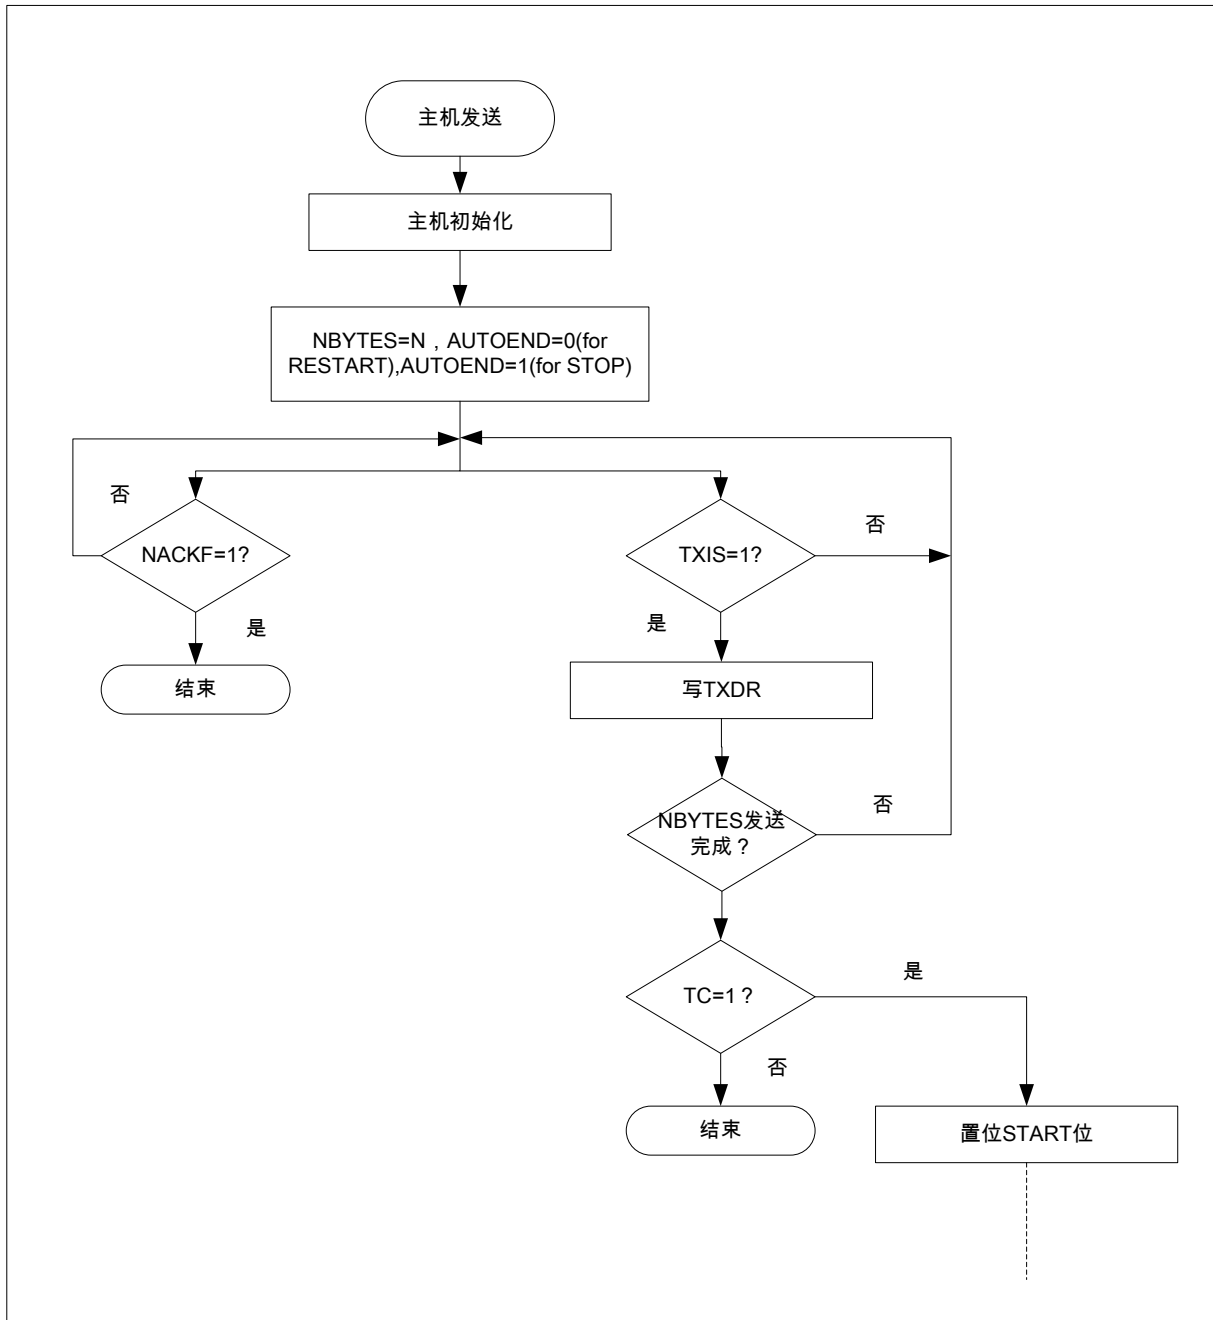 主机发送
主机初始化
NBYTES=N，AUTOEND=0(for
RESTART),AUTOEND=1(for STOP)
否
NACKF=1?
是
结束
TXIS=1?
否
是
写TXDR
NBYTES发送
完成？
否
TC=1？
是
否
结束
置位START位